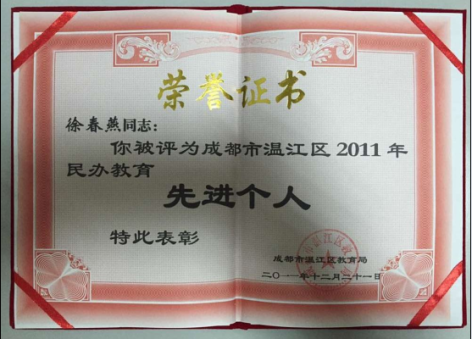 荣誉证书
徐春燕同志：
你被评为成都市温江区2011年
民办教育
先进个人
特此表彰
成都市温江区教育局
二〇一一年十二月二十一日